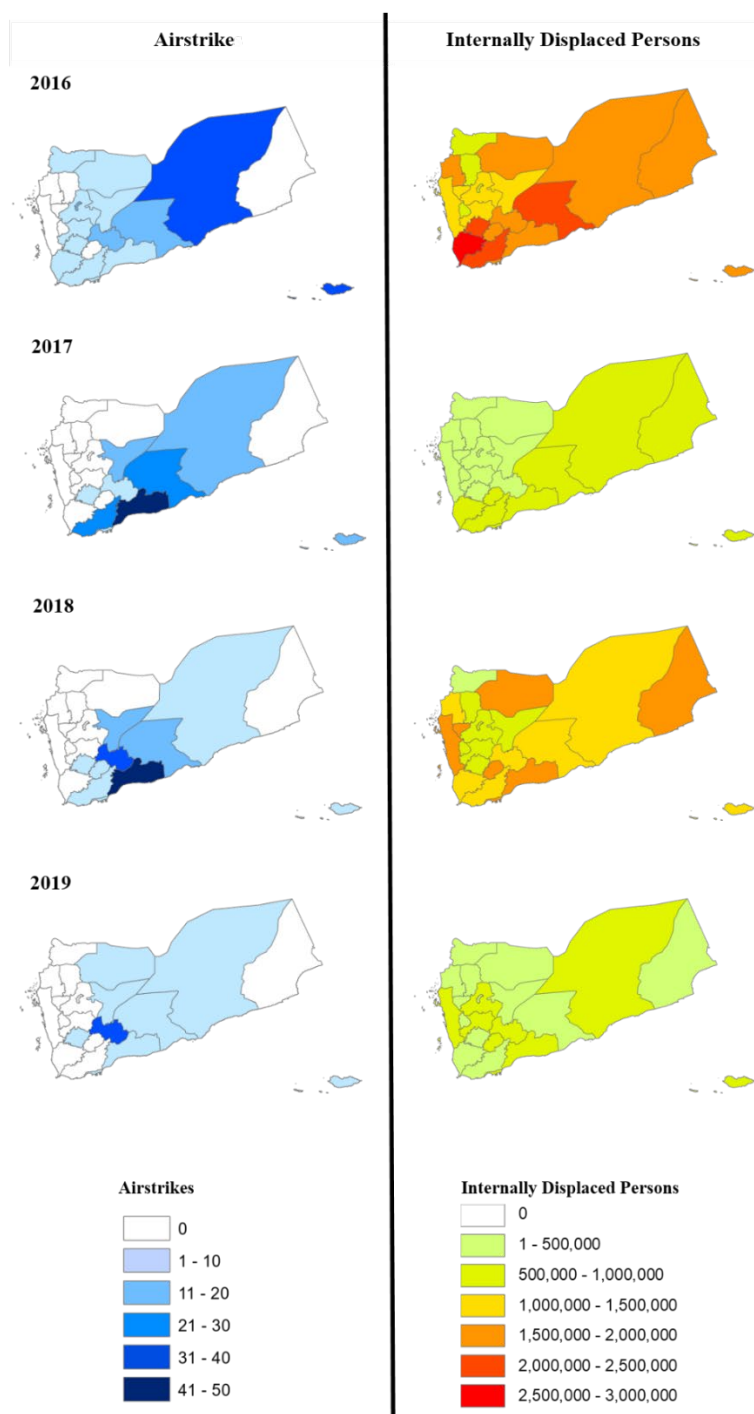 Airstrike
Internally Displaced Persons
2016
2017
2018
2019
Airstrikes
0
1 - 10
11 - 20
21 - 30
31 - 40
41 - 50
Internally Displaced Persons
0
1 - 500,000
500,000 - 1,000,000
1,000,000 - 1,500,000
1,500,000 - 2,000,000
2,000,000 - 2,500,000
2,500,000 - 3,000,000